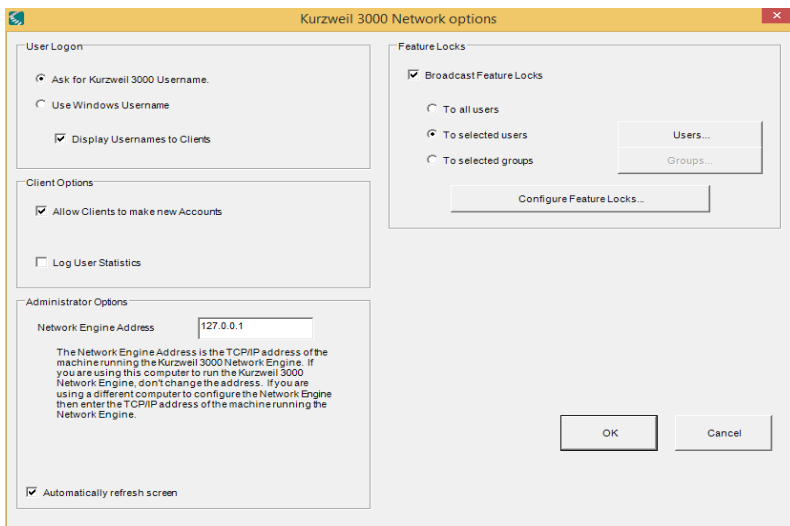 Kurzweil 3000 Network options
User Logon
Ask for Kurzweil 3000 Username.
Use Windows Username
Display Usernames to Clients
Client Options
Allow Clients to make new Accounts
Log User Statistics
Administrator Options
Network Engine Address
127.0.0.1
The Network Engine Address is the TCP/IP address of the
machine running the Kurzweil 3000 Network Engine. If
you are using this computer to run the Kurzweil 3000
Network Engine, don't change the address. If you are
using a different computer to configure the Network Engine
then enter the TCP/IP address of the machine running the
Network Engine.
Automatically refresh screen
Feature Locks
Broadcast Feature Locks
To all users
To selected users
Users...
To selected groups
Groups...
Configure Feature Locks...
OK
Cancel